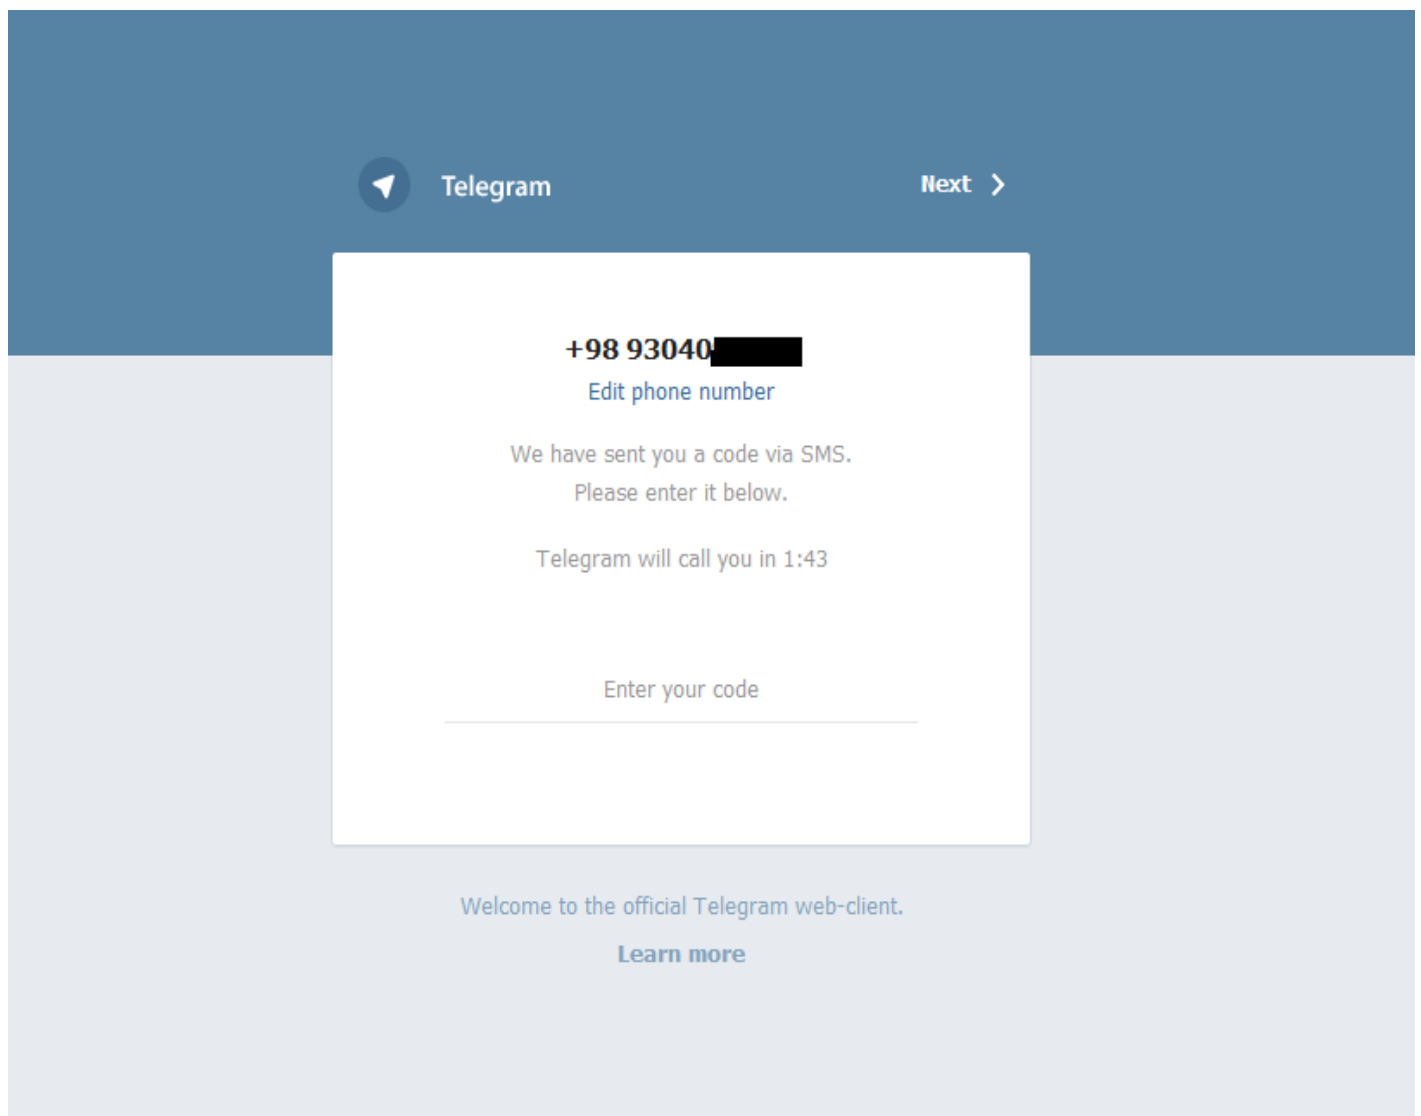 Telegram
Next
+98 93040
Edit phone number
We have sent you a code via SMS.
Please enter it below.
Telegram will call you in 1:43
Enter your code
Welcome to the official Telegram web-client.
Learn more